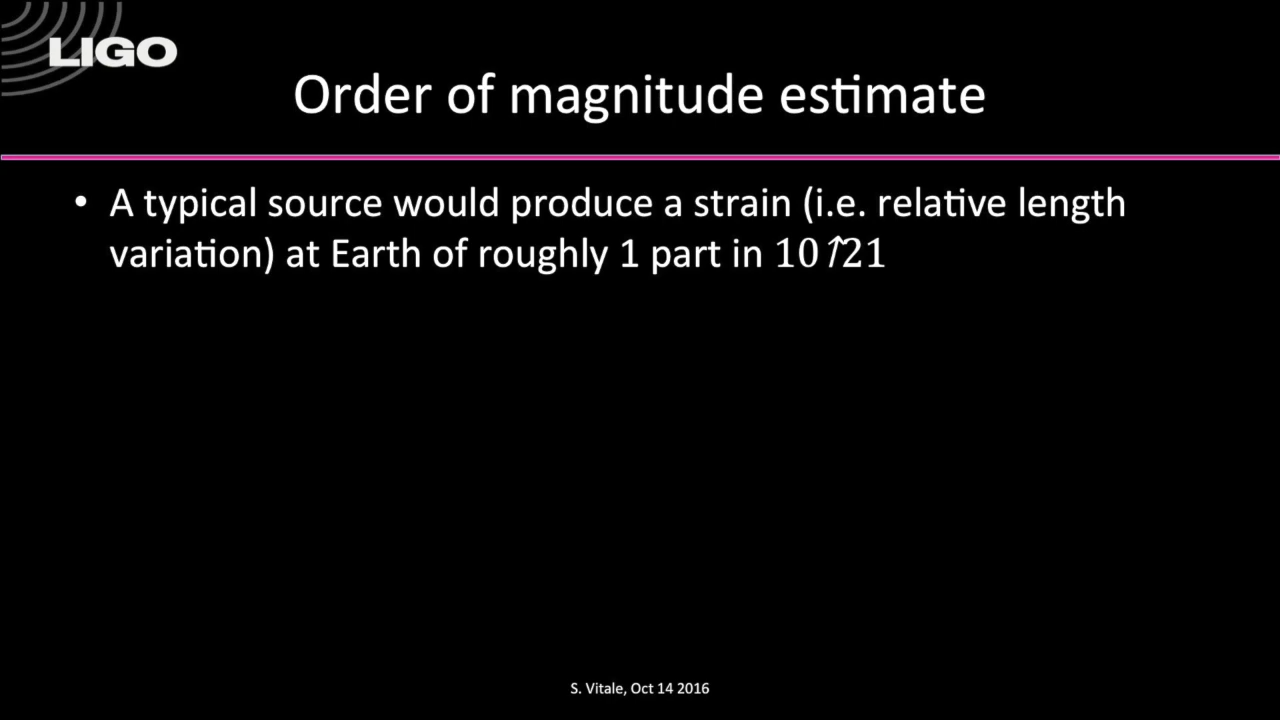 LIGO
Order of magnitude estimate
• A typical source would produce a strain (i.e. relative length
variation) at Earth of roughly 1 part in 10↑21
S. Vitale, Oct 14 2016